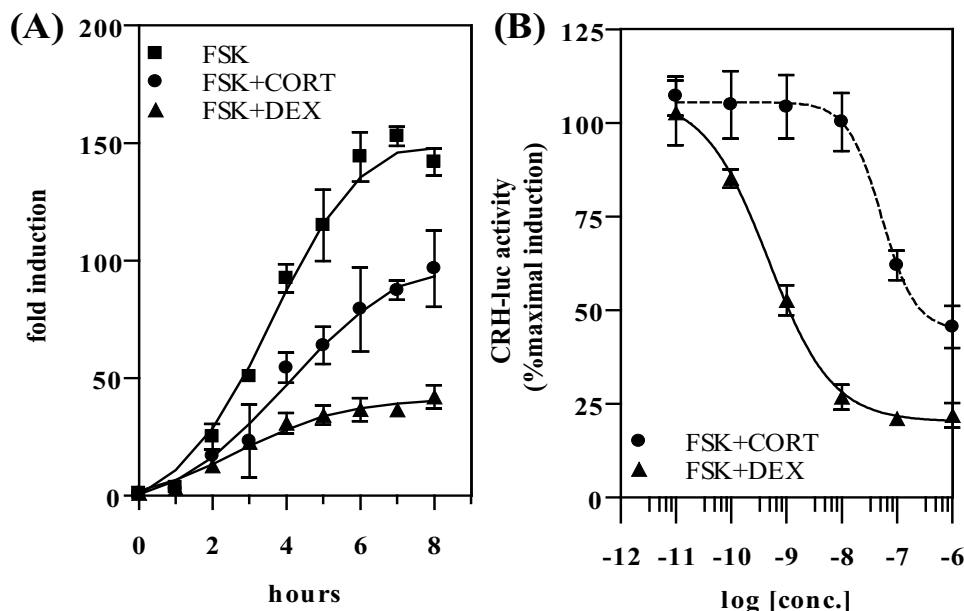 (A)
200
150
100
50
0
fold induction
FSK
FSK+CORT
FSK+DEX
0 2 4 6 8
hours
(B)
125
100
75
50
25
0
CRH-luc activity
(%maximal induction)
FSK+CORT
FSK+DEX
-12 -11 -10 -9 -8 -7 -6
log [conc.]